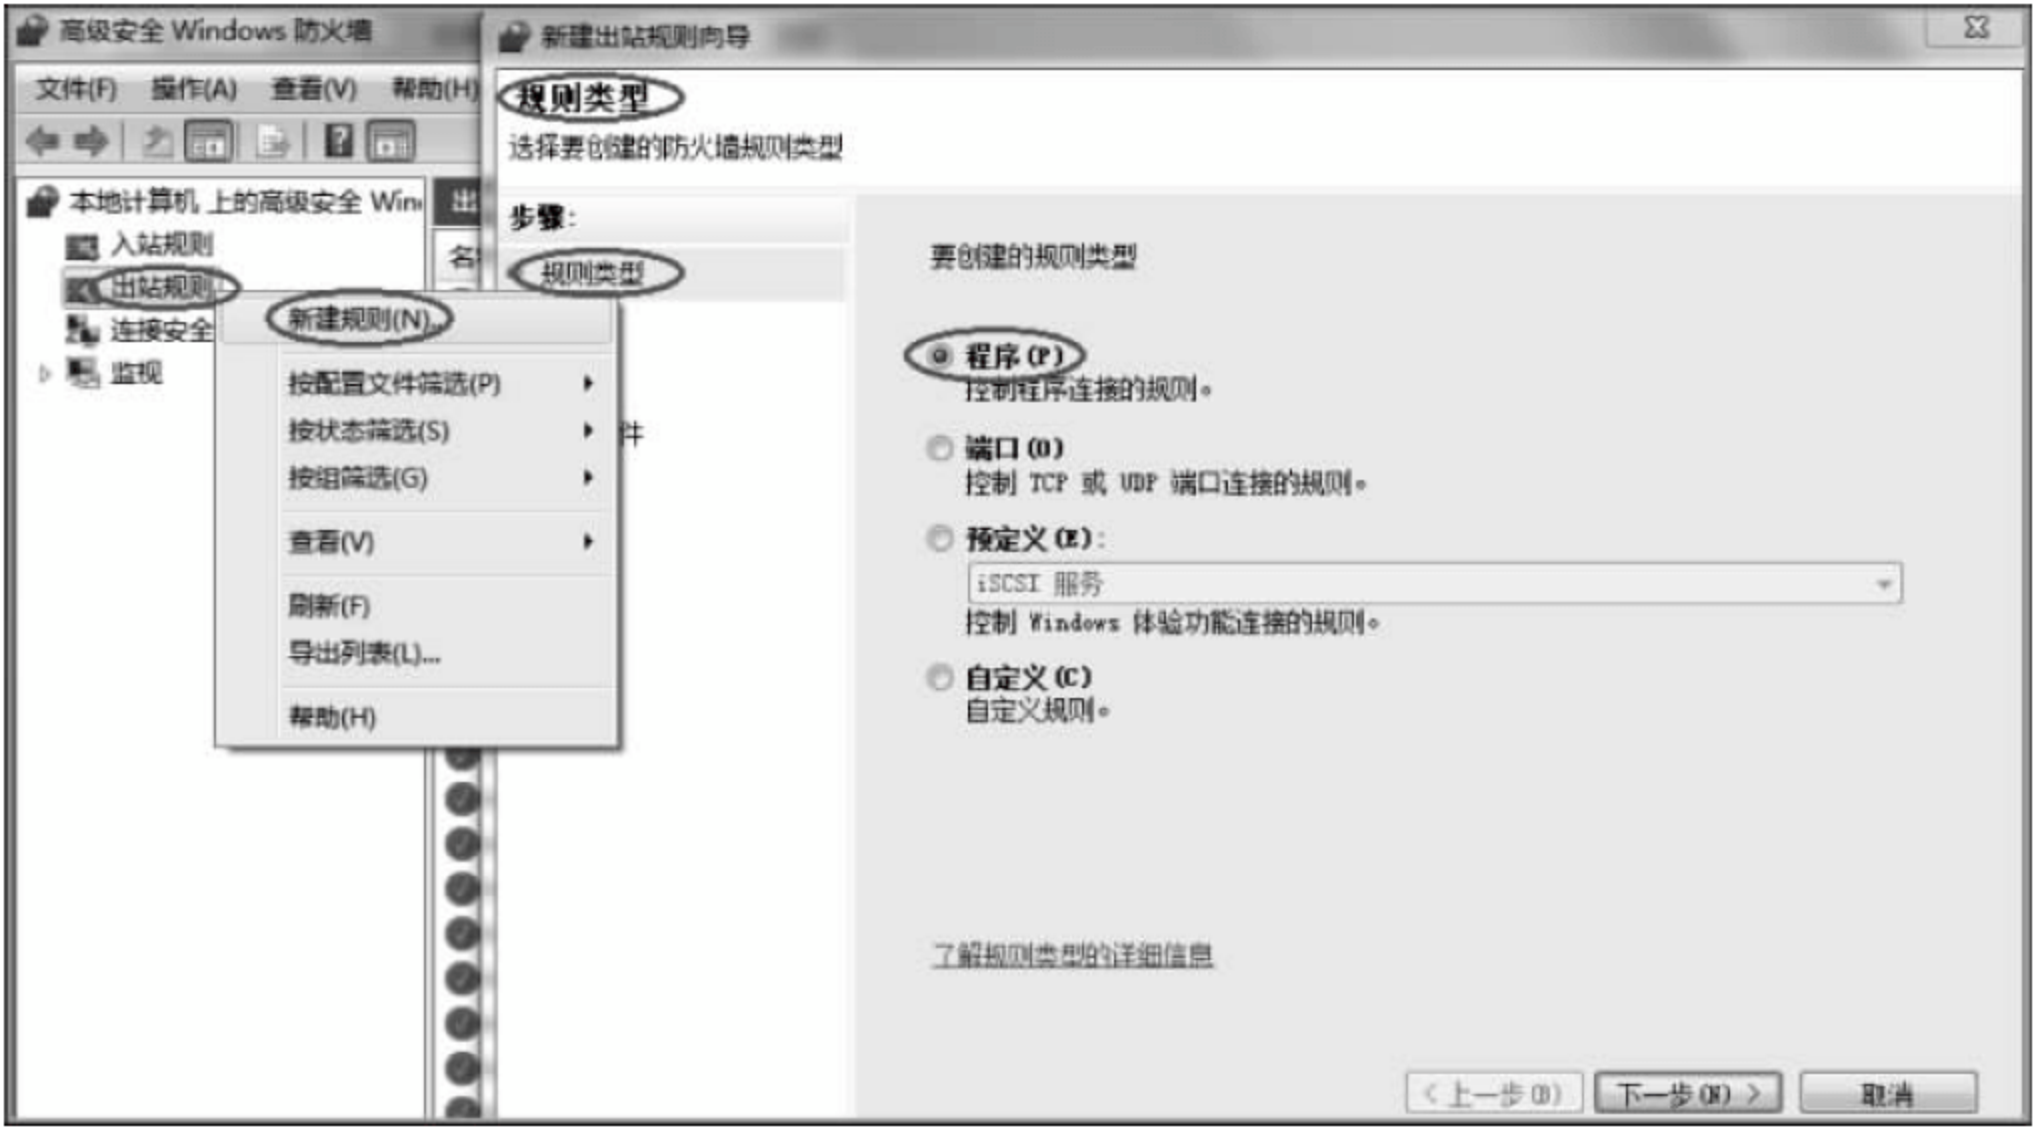 高级安全 Windows 防火墙
文件(F) 操作(A) 查看(V) 帮助(H)
本地计算机 上的高级安全 Win
入站规则
出站规则
连接安全
监视
出
名
新建规则(N)...
按配置文件筛选(P)
按状态筛选(S)
按组筛选(G)
查看(V)
刷新(F)
导出列表(L)...
帮助(H)
新建出站规则向导
规则类型
选择要创建的防火墙规则类型
步骤:
规则类型
件
要创建的规则类型
程序(P)
控制程序连接的规则。
端口(O)
控制 TCP 或 UDP 端口连接的规则。
预定义(E):
iSCSI 服务
控制 Windows 体验功能连接的规则。
自定义(C)
自定义规则。
了解规则类型的详细信息
< 上一步(B)
下一步(N) >
取消